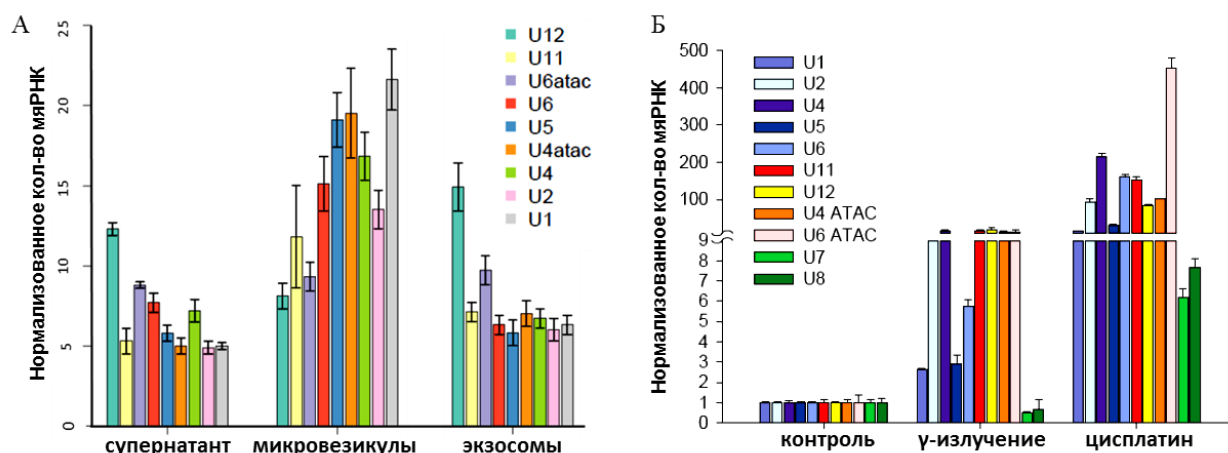 А
Нормализованное кол-во мяРНК
25
20
15
10
5
0
U12
U11
U6atac
U6
U5
U4atac
U4
U2
U1
супернатант
микровезикулы
экзосомы
Б
Нормализованное кол-во мяРНК
500
400
300
200
100
9
8
7
6
5
4
3
2
1
0
U1
U2
U4
U5
U6
U11
U12
U4 ATAC
U6 ATAC
U7
U8
контроль
γ-излучение
цисплатин